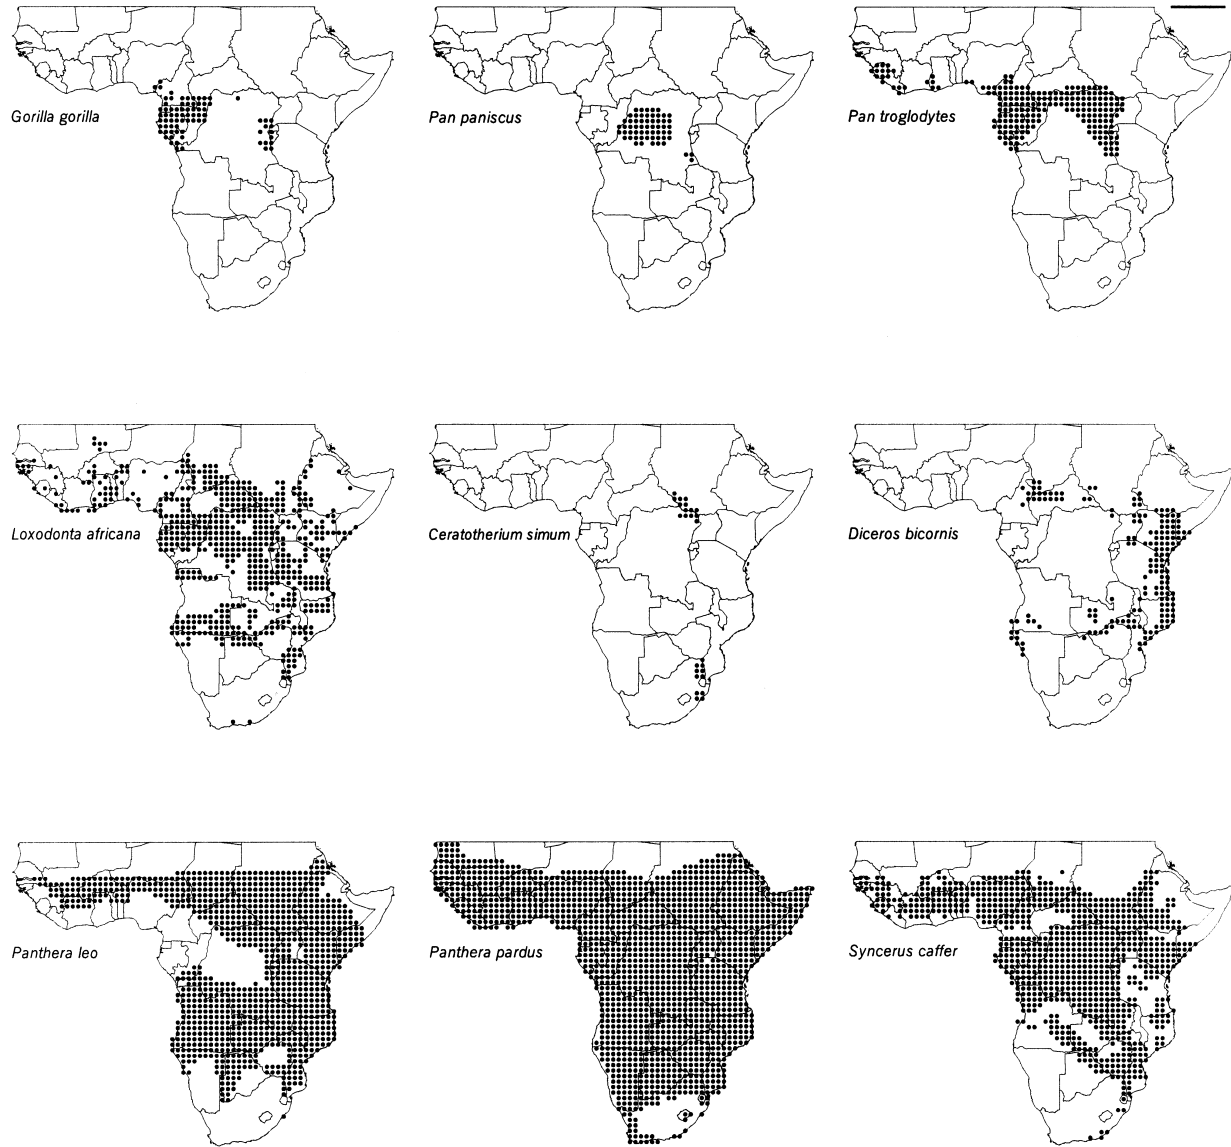 Gorilla gorilla
Pan paniscus
Pan troglodytes
Loxodonta africana
Ceratotherium simum
Diceros bicornis
Panthera leo
Panthera pardus
Syncerus caffer